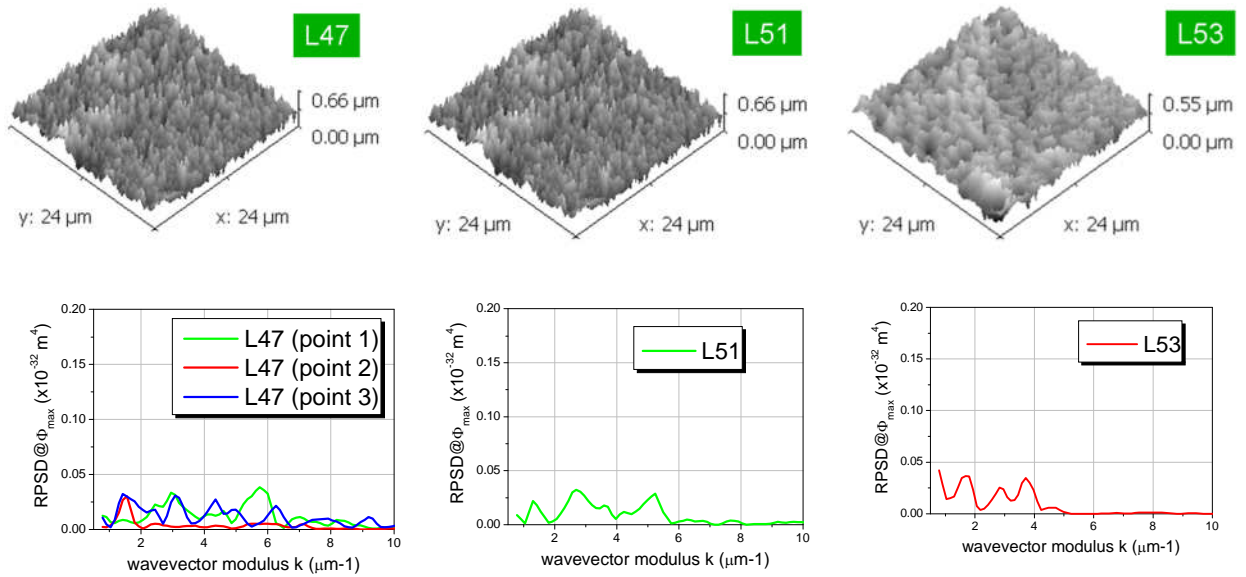 L47
0.66 µm
0.00 µm
y: 24 µm
x: 24 µm
L51
0.66 µm
0.00 µm
y: 24 µm
x: 24 µm
L53
0.55 µm
0.00 µm
y: 24 µm
x: 24 µm
0.20
0.15
0.10
0.05
0.00
RPSD@Φmax (x10-32 m4)
L47 (point 1)
L47 (point 2)
L47 (point 3)
2 4 6 8 10
wavevector modulus k (µm-1)
0.20
0.15
0.10
0.05
0.00
RPSD@Φmax (x10-32 m4)
L51
2 4 6 8 10
wavevector modulus k (µm-1)
0.20
0.15
0.10
0.05
0.00
RPSD@Φmax (x10-32 m4)
L53
2 4 6 8 10
wavevector modulus k (µm-1)